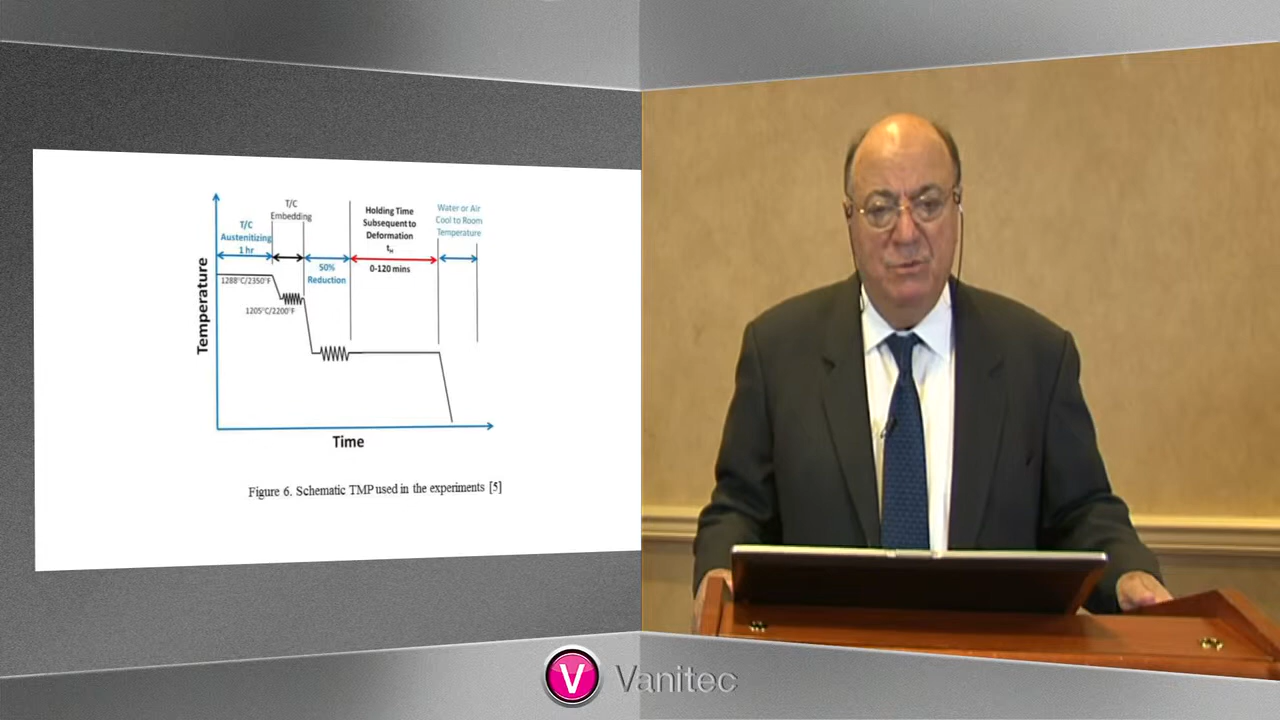 T/C
Embedding
T/C
Austenitizing
1 hr
Holding Time
Subsequent to
Deformation
tH
0-120 mins
Water or Air
Cool to Room
Temperature
50%
Reduction
1288°C/2350°F
1205°C/2200°F
Temperature
Time
Figure 6. Schematic TMP used in the experiments [5]
V Vanitec